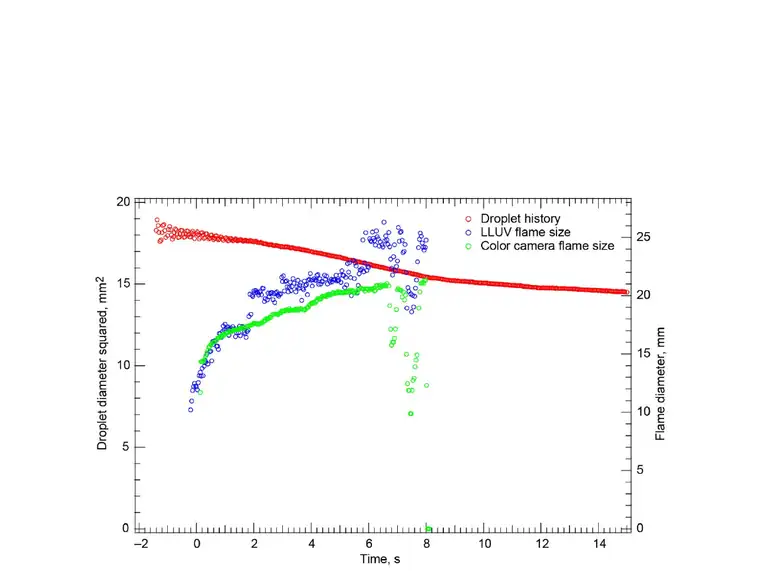 20
15
10
5
0
Droplet diameter squared, mm2
Droplet history
LLUV flame size
Color camera flame size
25
20
15
10
5
0
Flame diameter, mm
–2 0 2 4 6 8 10 12 14
Time, s